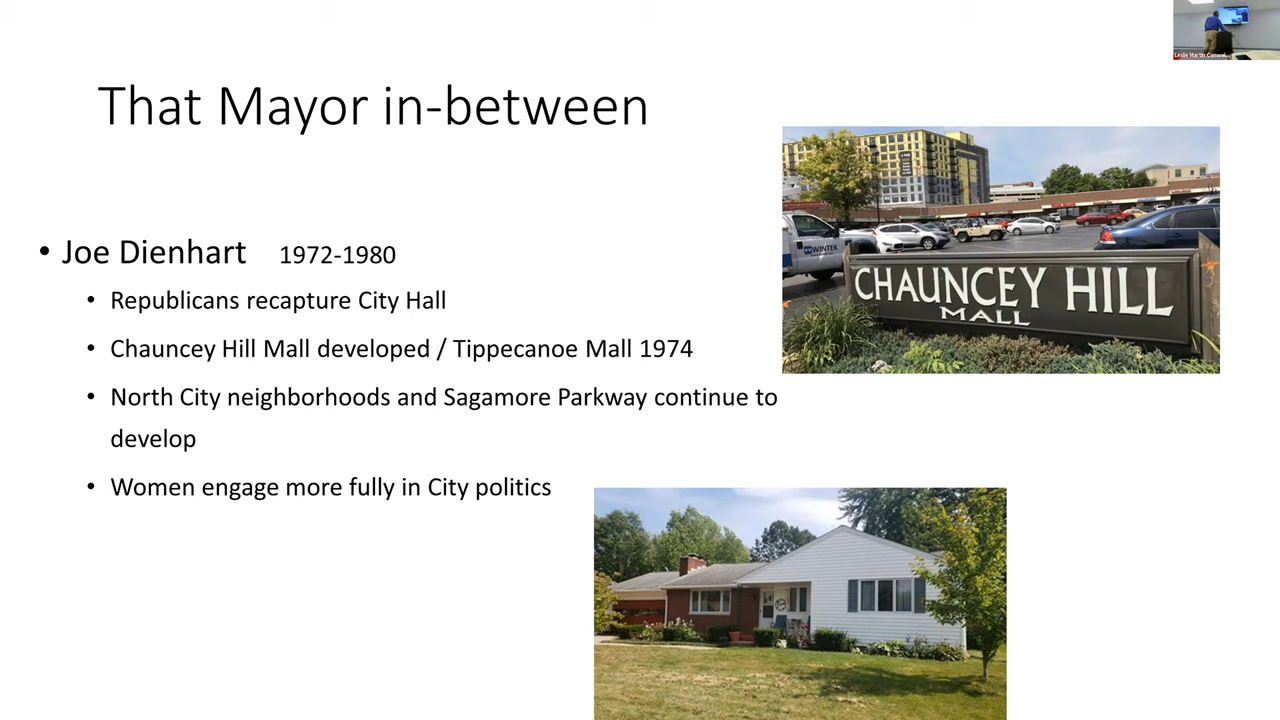 That Mayor in-between
• Joe Dienhart 1972-1980
• Republicans recapture City Hall
• Chauncey Hill Mall developed / Tippecanoe Mall 1974
• North City neighborhoods and Sagamore Parkway continue to
develop
• Women engage more fully in City politics
WINTEK
CHAUNCEY HILL
MALL